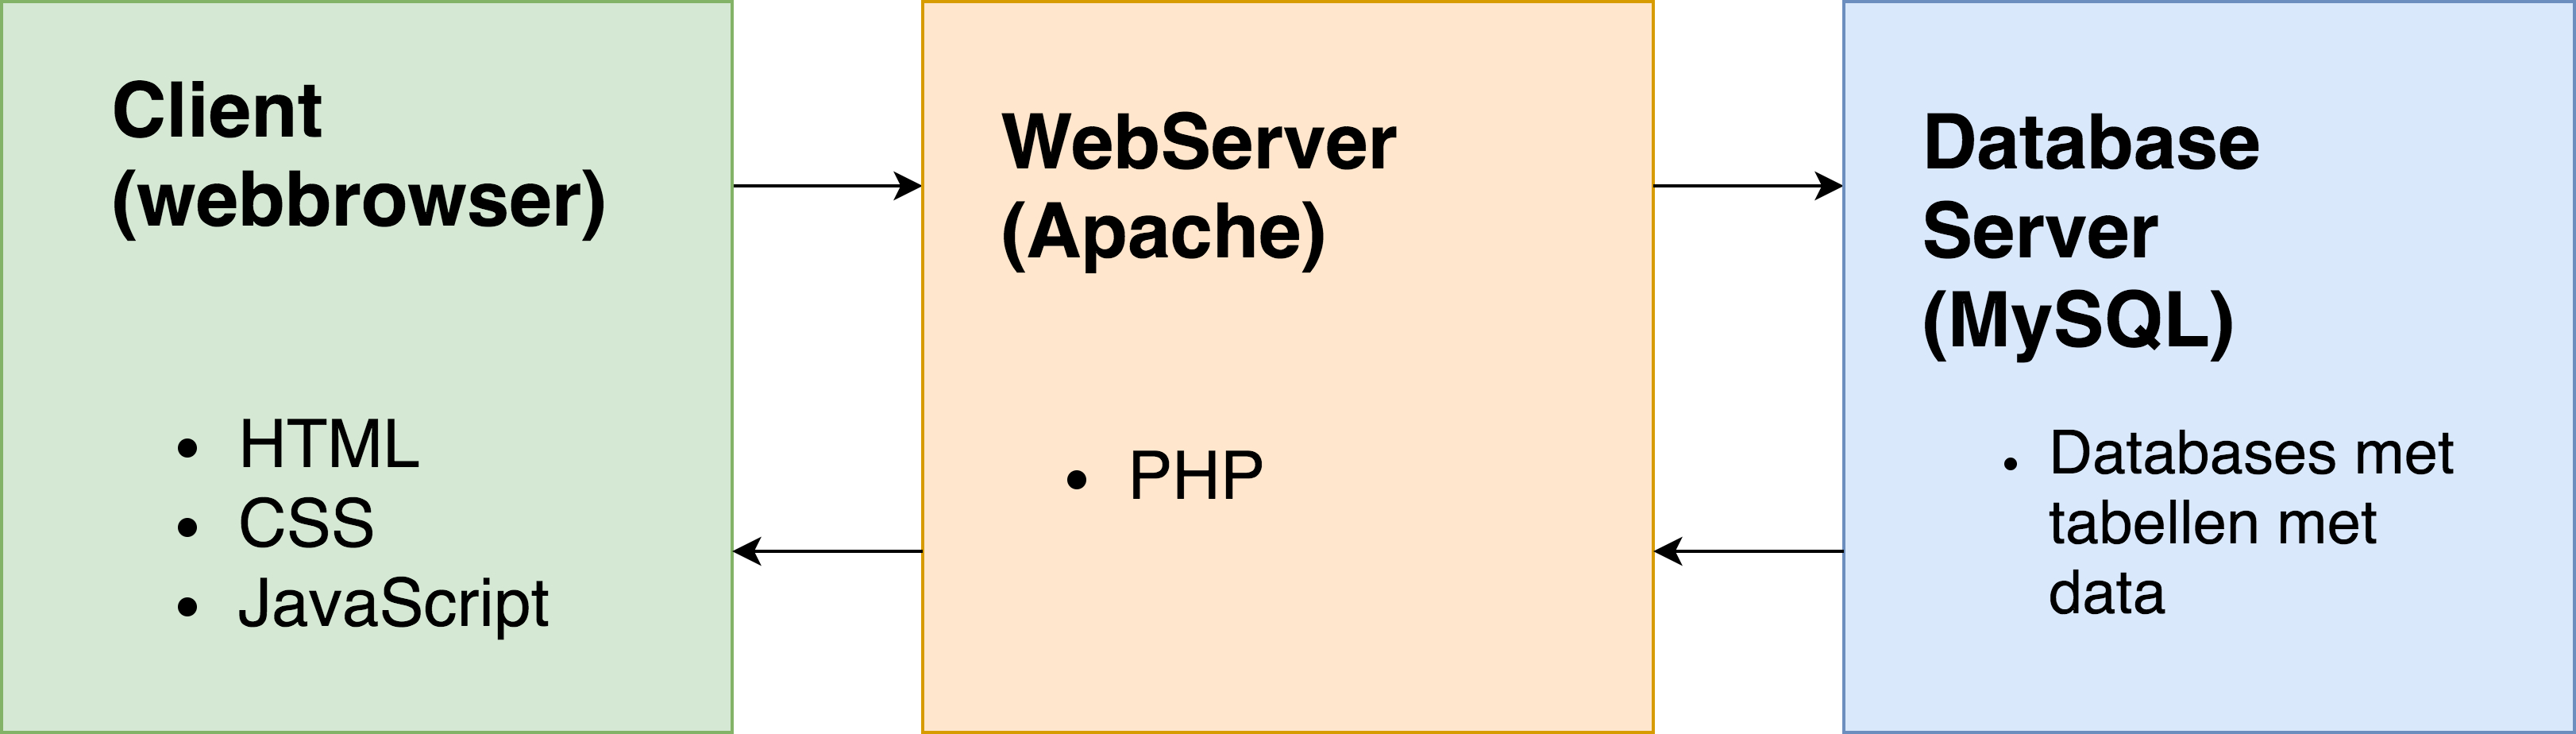 Client
(webbrowser)
• HTML
• CSS
• JavaScript
WebServer
(Apache)
• PHP
Database
Server
(MySQL)
• Databases met
tabellen met
data